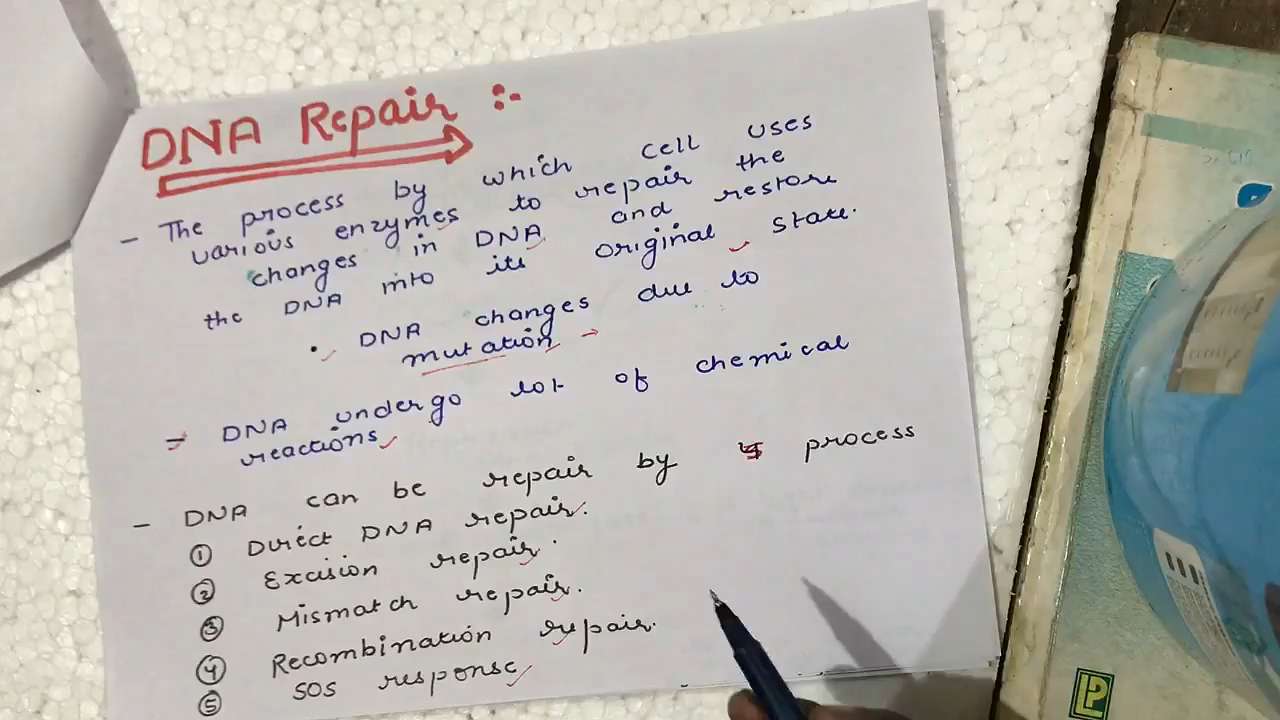 DNA Repair :-
- The process by which cell uses
various enzymes to repair the
changes in DNA and restore
the DNA into its original state.
• DNA changes due to
mutation →
- DNA undergo lot of chemical
reactions
- DNA can be repair by 5 process
① Direct DNA repair.
② Excision repair.
③ Mismatch repair.
④ Recombination repair.
⑤ SOS response
LP